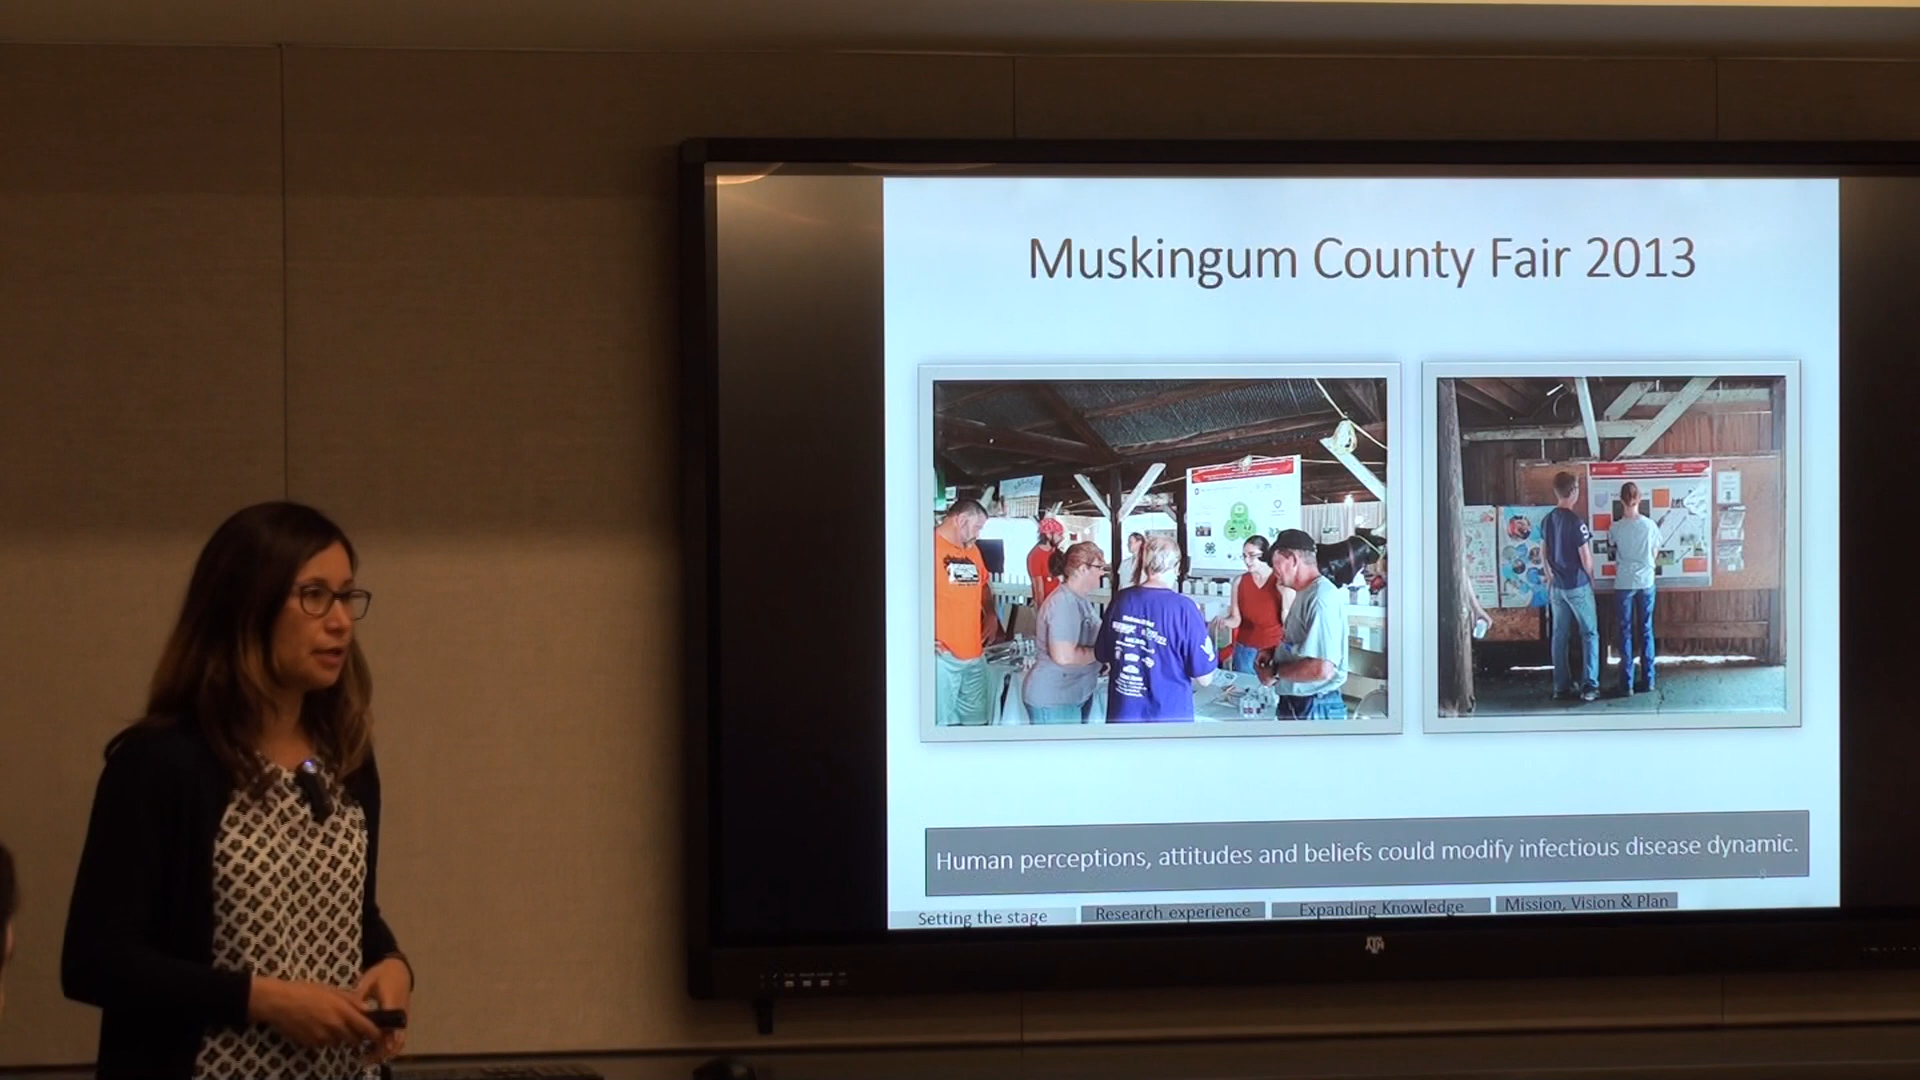 Muskingum County Fair 2013
Human perceptions, attitudes and beliefs could modify infectious disease dynamic.
8
Setting the stage
Research experience
Expanding Knowledge
Mission, Vision & Plan